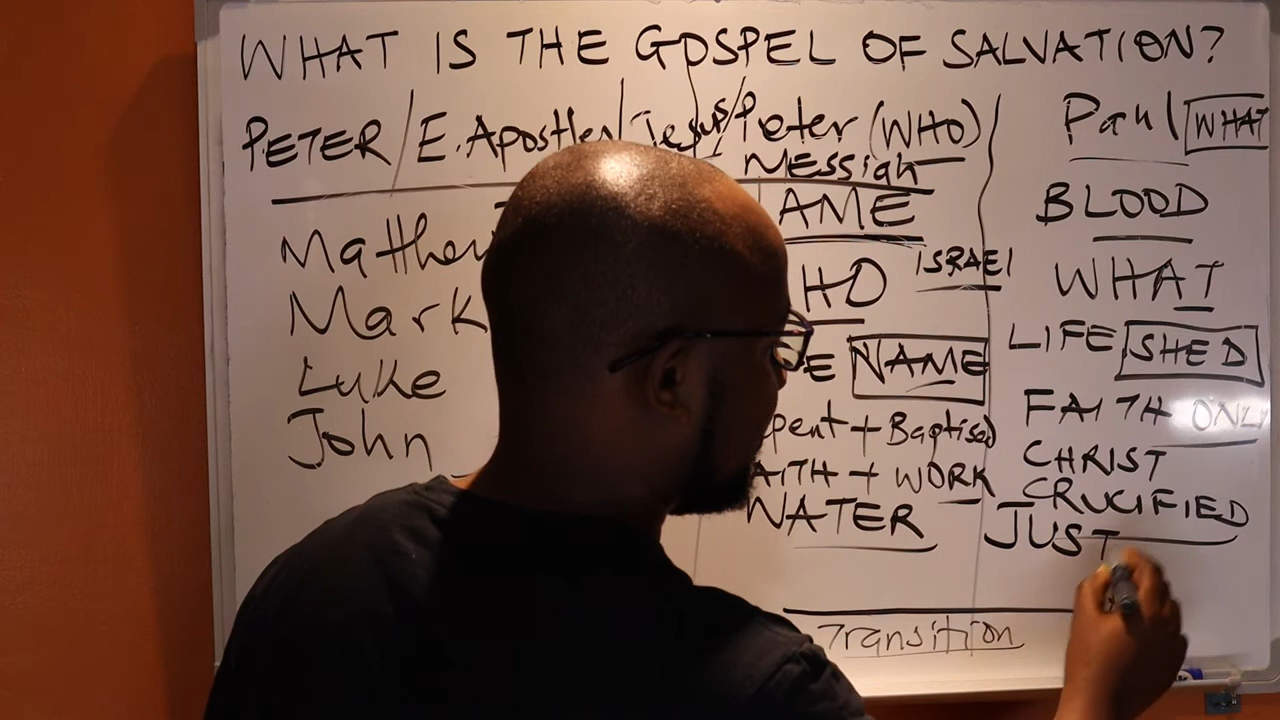 WHAT IS THE GOSPEL OF SALVATION?
PETER/E.Apostles/Jesus/Peter (WHO)
MESSiah
Matthew
Mark
Luke
John
AME
HO ISRAEl
NAME
pent + Baptised
AITH + WORK
WATER
Transition
Paul WHAT
BLOOD
WHAT
LIFE SHED
FAITH ONLY
CHRIST
CRUCIFIED
JUST